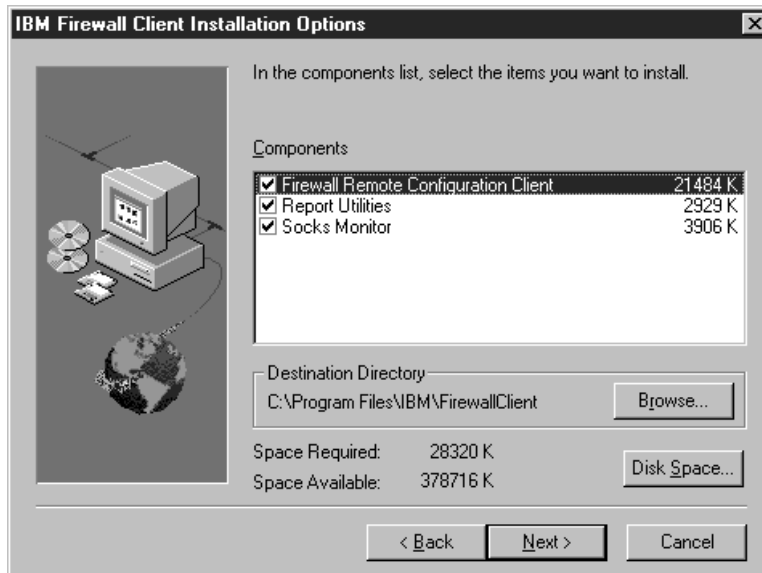 IBM Firewall Client Installation Options
In the components list, select the items you want to install.
Components
Firewall Remote Configuration Client 21484 K
Report Utilities 2929 K
Socks Monitor 3906 K
Destination Directory
C:\Program Files\IBM\FirewallClient Browse...
Space Required: 28320 K
Space Available: 378716 K
Disk Space...
< Back Next > Cancel